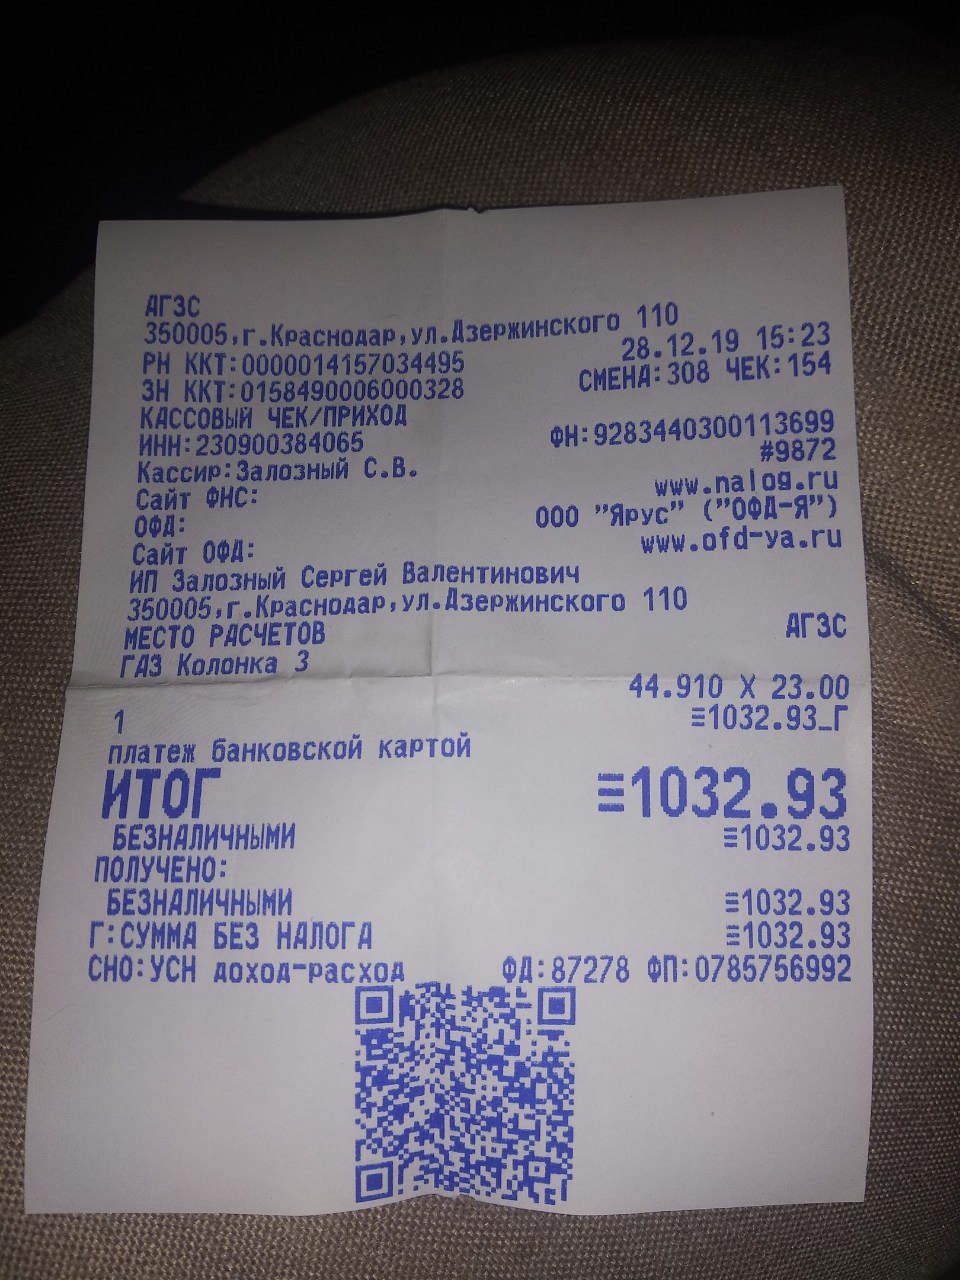 АГЗС
350005,г.Краснодар,ул.Дзержинского 110
РН ККТ:0000014157034495 28.12.19 15:23
ЗН ККТ:0158490006000328 СМЕНА:308 ЧЕК:154
КАССОВЫЙ ЧЕК/ПРИХОД
ИНН:230900384065 ФН:9283440300113699
Кассир:Залозный С.В. #9872
Сайт ФНС: www.nalog.ru
ОФД: ООО "Ярус" ("ОФД-Я")
Сайт ОФД: www.ofd-ya.ru
ИП Залозный Сергей Валентинович
350005,г.Краснодар,ул.Дзержинского 110
МЕСТО РАСЧЕТОВ АГЗС
ГАЗ Колонка 3
44.910 X 23.00
1 ≡1032.93_Г
платеж банковской картой
ИТОГ ≡1032.93
БЕЗНАЛИЧНЫМИ ≡1032.93
ПОЛУЧЕНО:
БЕЗНАЛИЧНЫМИ ≡1032.93
Г:СУММА БЕЗ НАЛОГА ≡1032.93
СНО:УСН доход-расход ФД:87278 ФП:0785756992